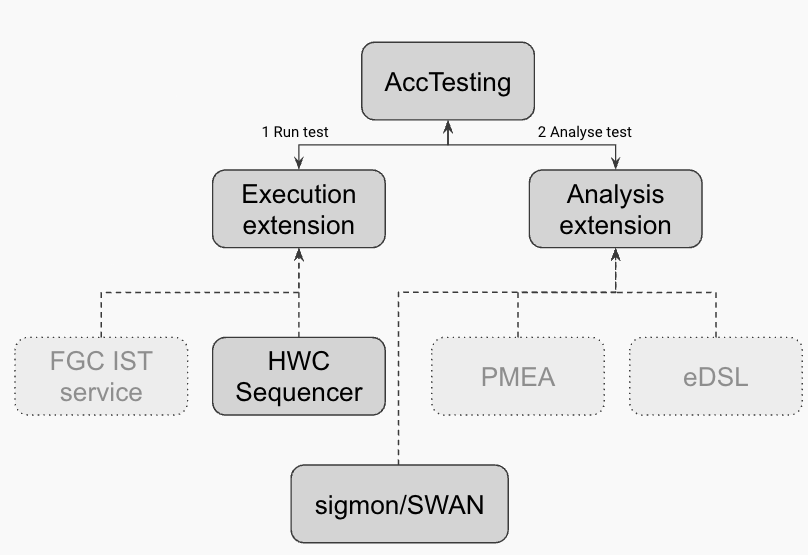 AccTesting
1 Run test
2 Analyse test
Execution
extension
Analysis
extension
FGC IST
service
HWC
Sequencer
PMEA
eDSL
sigmon/SWAN